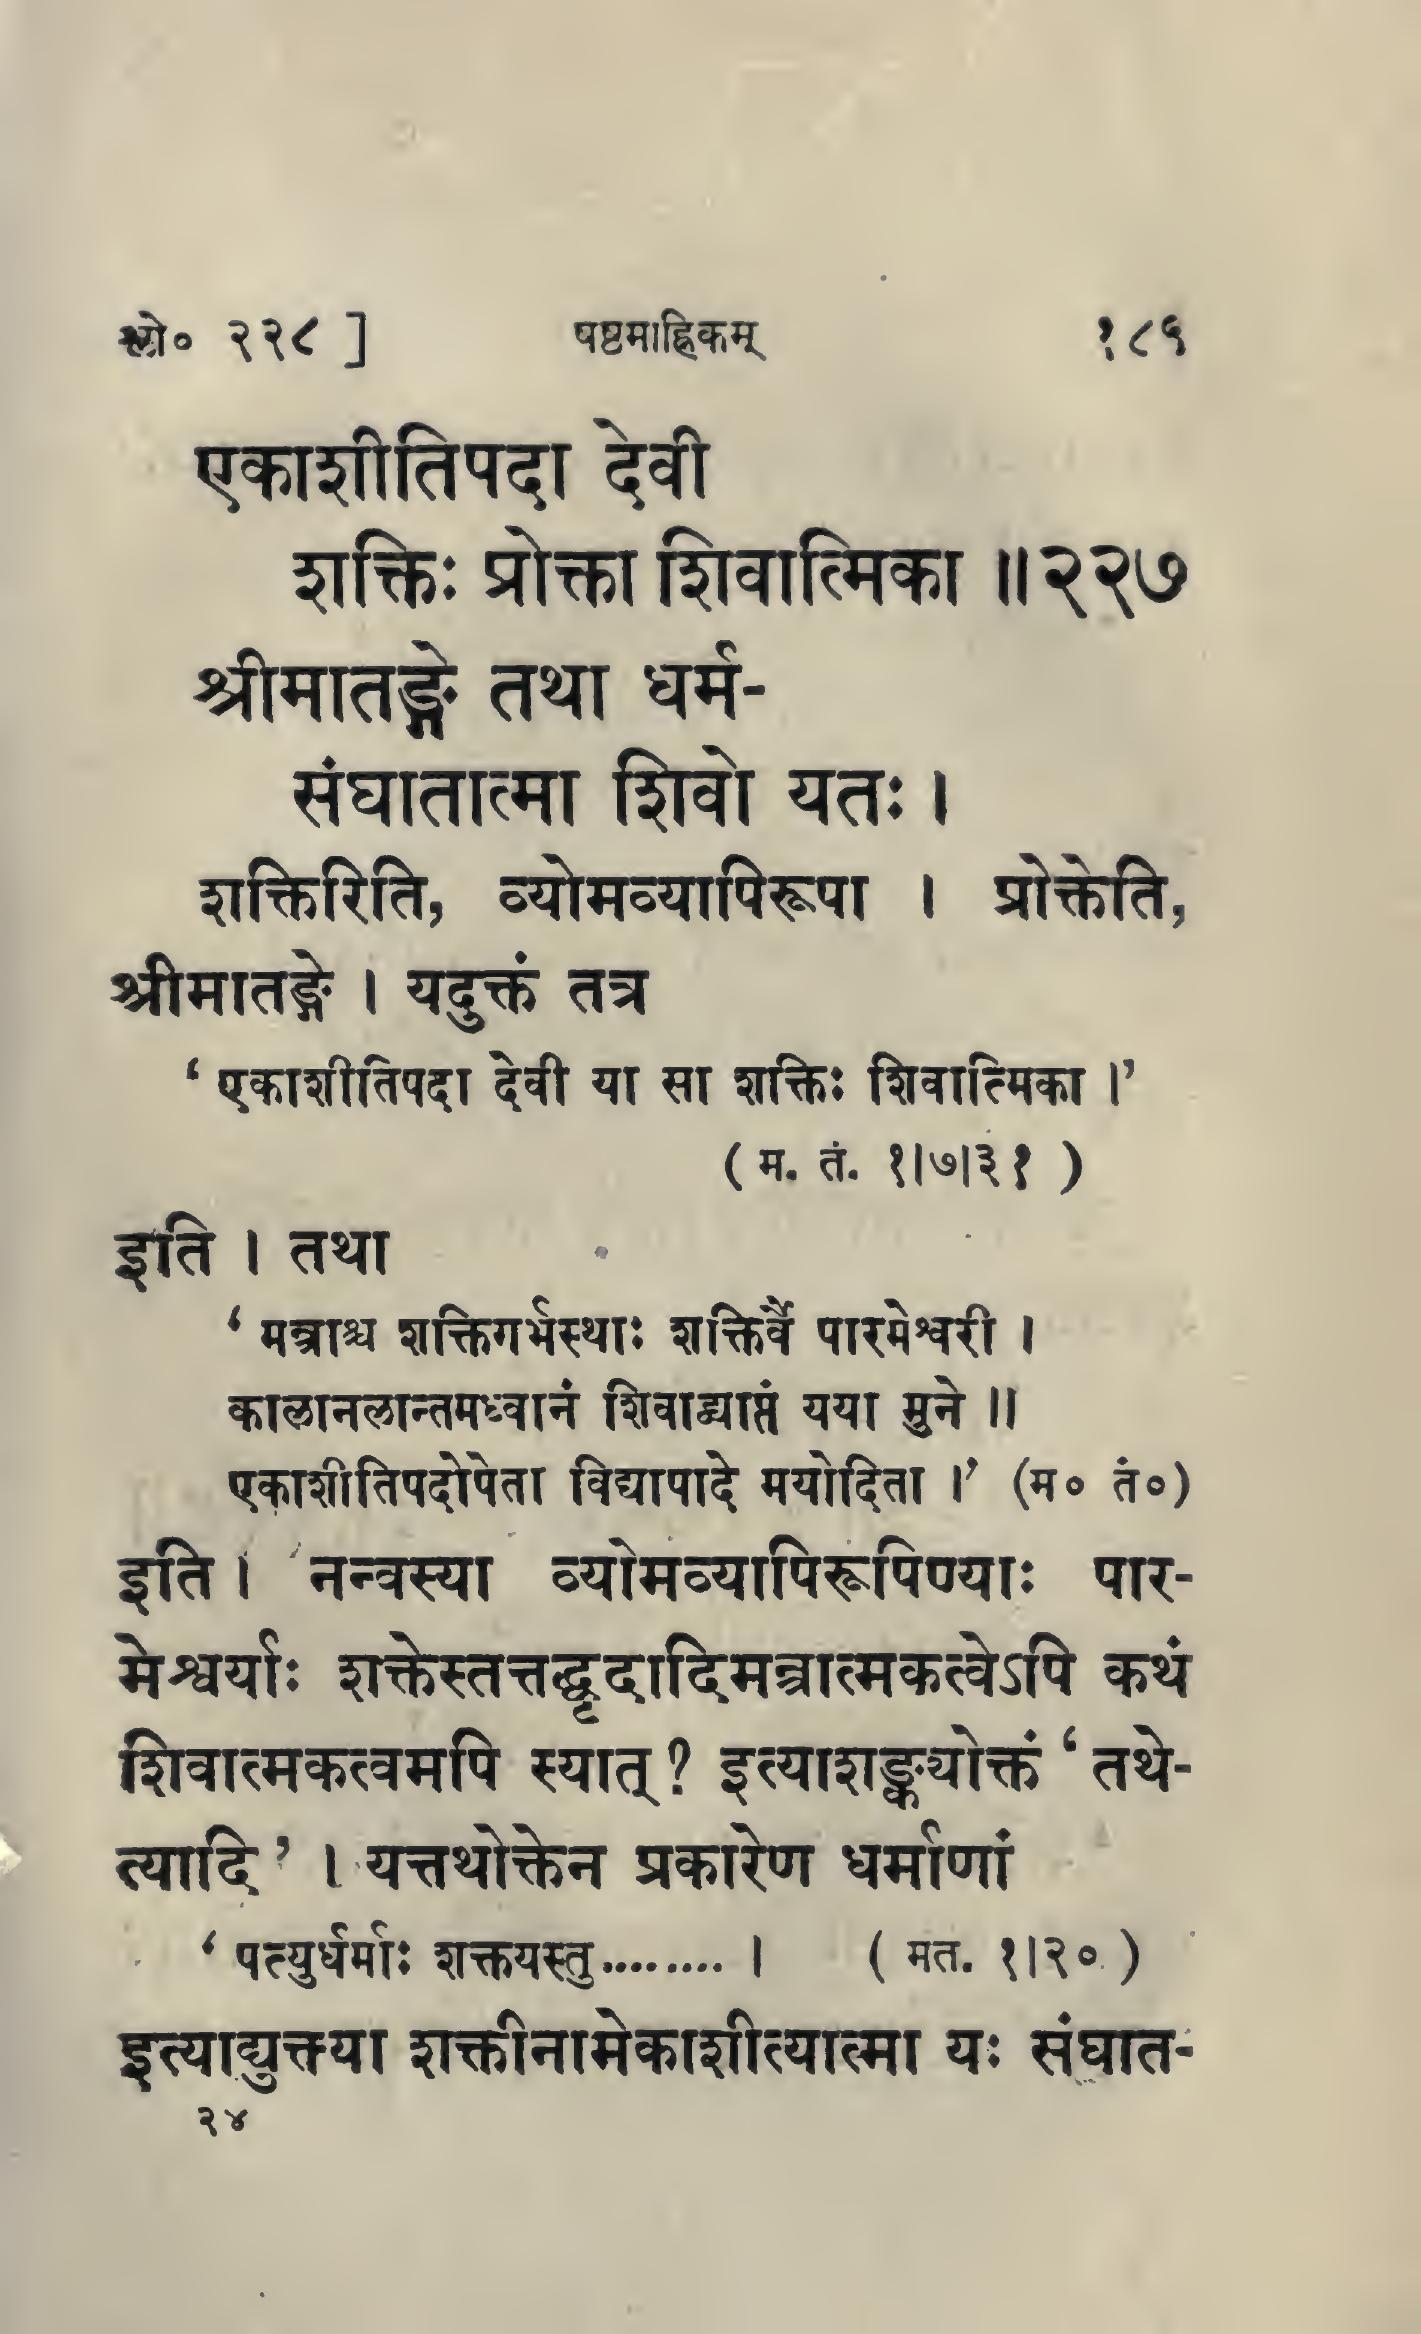 श्लो० २२८ ] षष्ठमाह्निकम् १८५
एकाशीतिपदा देवी
शक्तिः प्रोक्ता शिवात्मिका ॥२२७
श्रीमातङ्गे तथा धर्म-
संघातात्मा शिवो यतः ।
शक्तिरिति, व्योमव्यापिरूपा । प्रोक्तेति,
श्रीमातङ्गे । यदुक्तं तत्र
‘ एकाशीतिपदा देवी या सा शक्तिः शिवात्मिका ।’
( म. तं. १।७।३१ )
इति । तथा
‘ मन्त्राश्च शक्तिगर्भस्थाः शक्तिर्वै पारमेश्वरी ।
कालानलान्तमध्वानं शिवाद्व्याप्तं यया मुने ॥
एकाशीतिपदोपेता विद्यापादे मयोदिता ।’ (म० तं०)
इति । नन्वस्या व्योमव्यापिरूपिण्याः पार-
मेश्वर्याः शक्तेस्तत्तद्धृदादिमन्त्रात्मकत्वेऽपि कथं
शिवात्मकत्वमपि स्यात् ? इत्याशङ्क्योक्तं ‘ तथे-
त्यादि ’ । यत्तथोक्तेन प्रकारेण धर्माणां
‘ पत्युर्धर्माः शक्तयस्तु......... । ( मत. १।२० )
इत्याद्युक्त्या शक्तीनामेकाशीत्यात्मा यः संघात-
२४